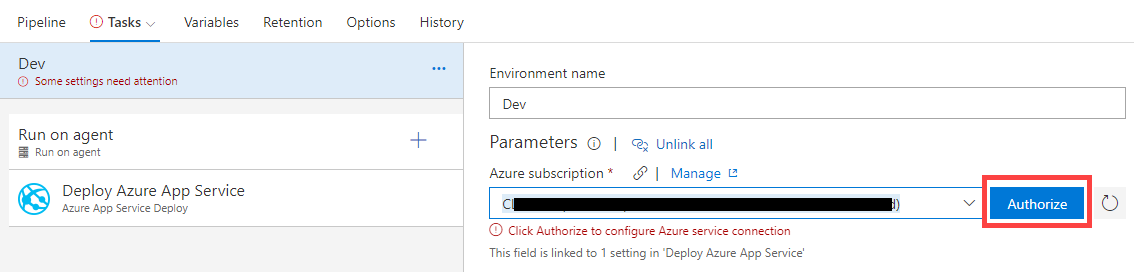 Pipeline Tasks Variables Retention Options History
Dev
Some settings need attention
Run on agent
Run on agent
Deploy Azure App Service
Azure App Service Deploy
Environment name
Dev
Parameters | Unlink all
Azure subscription * | Manage
Authorize
Click Authorize to configure Azure service connection
This field is linked to 1 setting in 'Deploy Azure App Service'